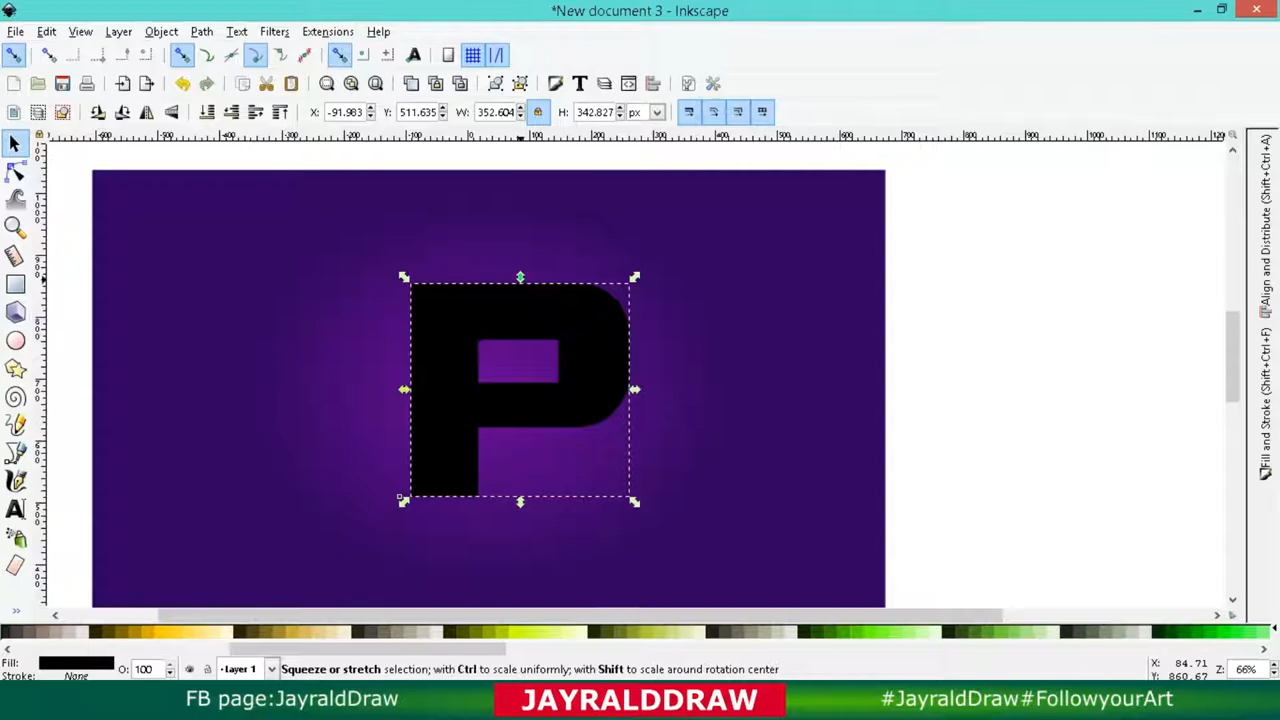 *New document 3 - Inkscape
File Edit View Layer Object Path Text Filters Extensions Help
X: -91.983 Y: 511.635 W: 352.604 H: 342.827 px
P
Align and Distribute (Shift+Ctrl+A)
Fill and Stroke (Shift+Ctrl+F)
Fill: O: 100 Layer 1 Squeeze or stretch selection; with Ctrl to scale uniformly; with Shift to scale around rotation center X: 84.71 Z: 66%
Stroke: None Y: 860.67
FB page:JayraldDraw JAYRALDDRAW #JayraldDraw#FollowyourArt